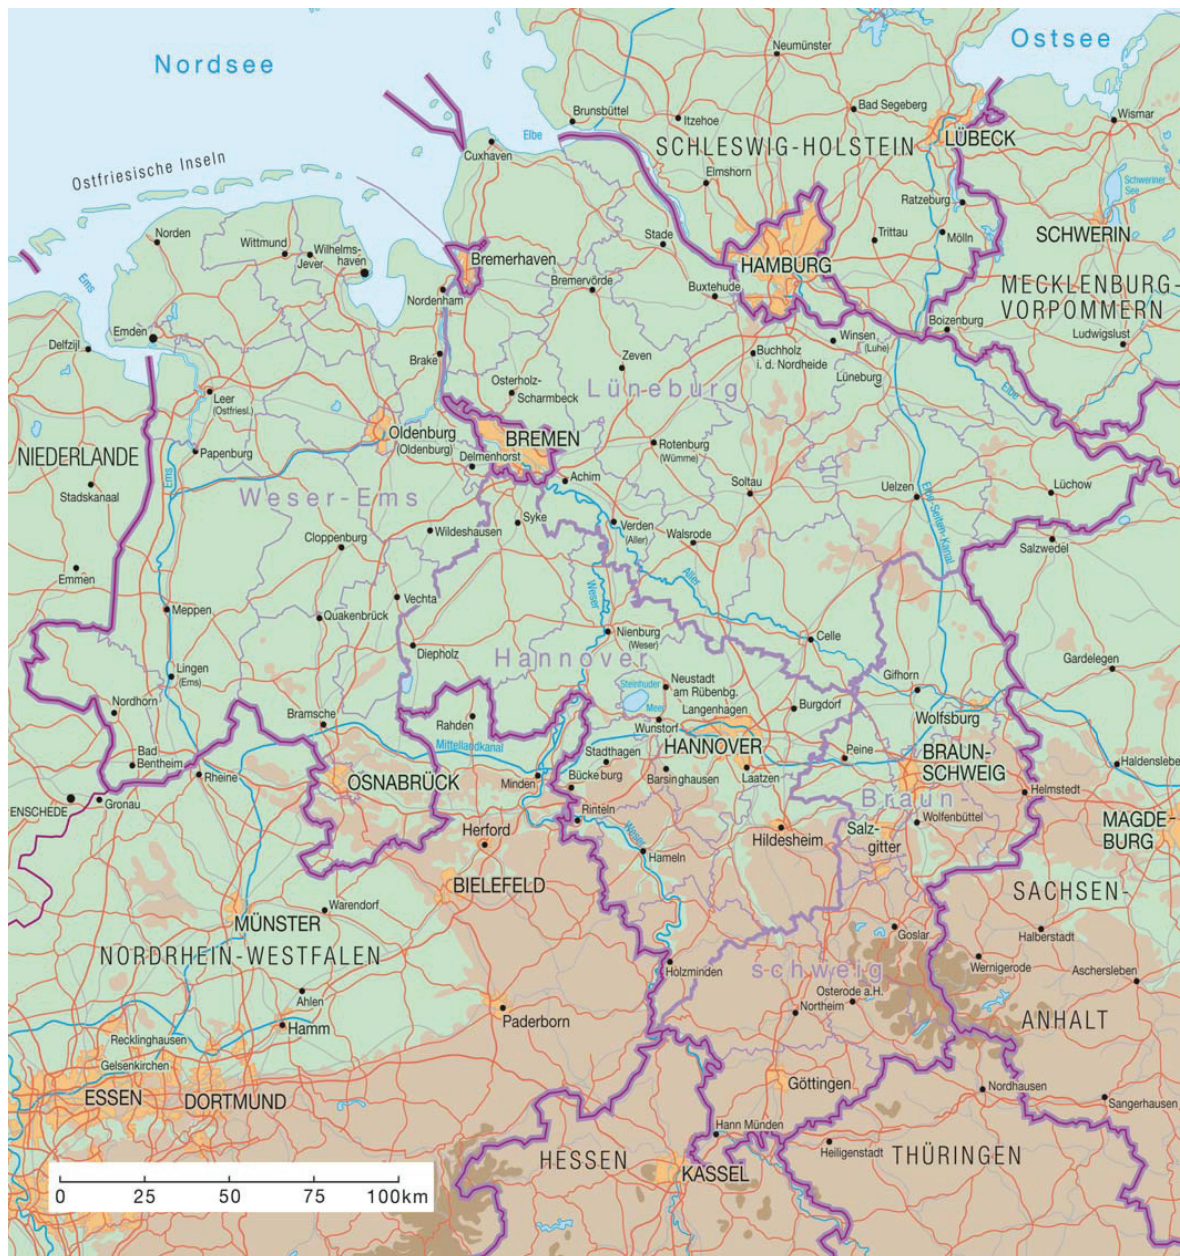 Nordsee
Ostsee
Neumünster
Brunsbüttel
Itzehoe
Bad Segeberg
Wismar
Elbe
Cuxhaven
SCHLESWIG-HOLSTEIN
LÜBECK
Ostfriesische Inseln
Elmshorn
Schweriner
See
Ratzeburg
Norden
Wittmund
Jever
Wilhelms-
haven
Stade
Trittau
Mölln
SCHWERIN
Bremerhaven
HAMBURG
Ems
Nordenham
Bremervörde
Buxtehude
MECKLENBURG-
VORPOMMERN
Emden
Delfzijl
Brake
Zeven
Buchholz
i. d. Nordheide
Winsen
(Luhe)
Boizenburg
Ludwigslust
Leer
(Ostfriesl.)
Osterholz-
Scharmbeck
Lüneburg
Lüneburg
Elbe
Oldenburg
(Oldenburg)
BREMEN
Delmenhorst
Rotenburg
(Wümme)
NIEDERLANDE
Papenburg
Stadskanaal
Ems
Weser-Ems
Achim
Soltau
Uelzen
Lüchow
Elbe-Seiten-Kanal
Syke
Wildeshausen
Verden
(Aller)
Walsrode
Cloppenburg
Salzwedel
Emmen
Aller
Weser
Vechta
Meppen
Quakenbrück
Nienburg
(Weser)
Celle
Diepholz
Hannover
Lingen
(Ems)
Gardelegen
Steinhuder
Meer
Neustadt
am Rübenbg.
Langenhagen
Burgdorf
Gifhorn
Nordhorn
Bramsche
Rahden
Wunstorf
Wolfsburg
Mittellandkanal
Stadthagen
HANNOVER
Peine
BRAUN-
SCHWEIG
Bad
Bentheim
Rheine
OSNABRÜCK
Minden
Bückeburg
Barsinghausen
Laatzen
Haldensleben
ENSCHEDE
Gronau
Rinteln
Braun-
Helmstedt
Herford
Weser
Hameln
Hildesheim
Salz-
gitter
Wolfenbüttel
MAGDE-
BURG
BIELEFELD
SACHSEN-
MÜNSTER
Warendorf
Goslar
Halberstadt
NORDRHEIN-WESTFALEN
Holzminden
schweig
Wernigerode
Aschersleben
Ahlen
Osterode a.H.
Northeim
Paderborn
Hamm
ANHALT
Recklinghausen
Gelsenkirchen
ESSEN
DORTMUND
Göttingen
Nordhausen
Sangerhausen
Hann Münden
HESSEN
KASSEL
Heiligenstadt
THÜRINGEN
0 25 50 75 100km